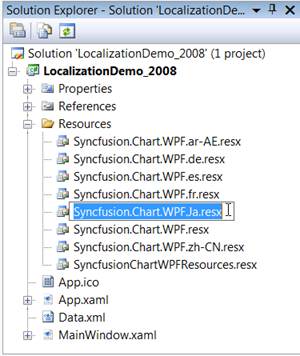 Solution Explorer - LocalizationDe...
Solution 'LocalizationDemo_2008' (1 project)
LocalizationDemo_2008
Properties
References
Resources
Syncfusion.Chart.WPF.ar-AE.resx
Syncfusion.Chart.WPF.de.resx
Syncfusion.Chart.WPF.es.resx
Syncfusion.Chart.WPF.fr.resx
Syncfusion.Chart.WPF.Ja.resx
Syncfusion.Chart.WPF.resx
Syncfusion.Chart.WPF.zh-CN.resx
SyncfusionChartWPFResources.resx
App.ico
App.xaml
Data.xml
MainWindow.xaml